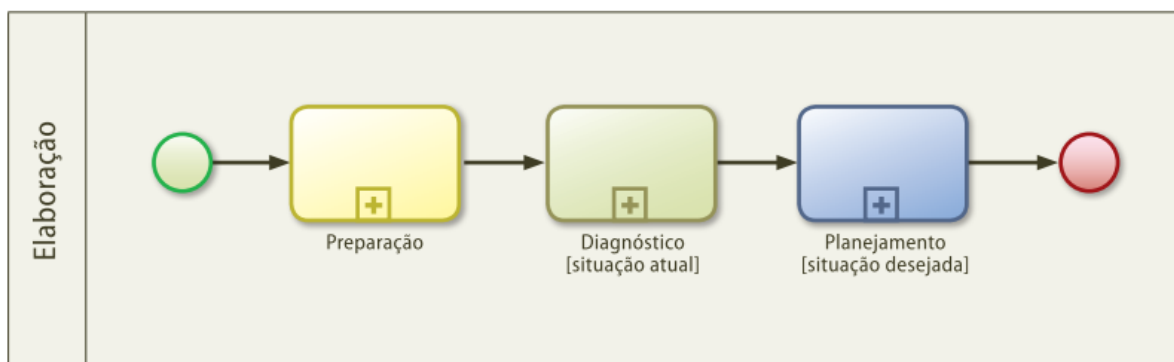 Elaboração
Preparação
Diagnóstico
[situação atual]
Planejamento
[situação desejada]